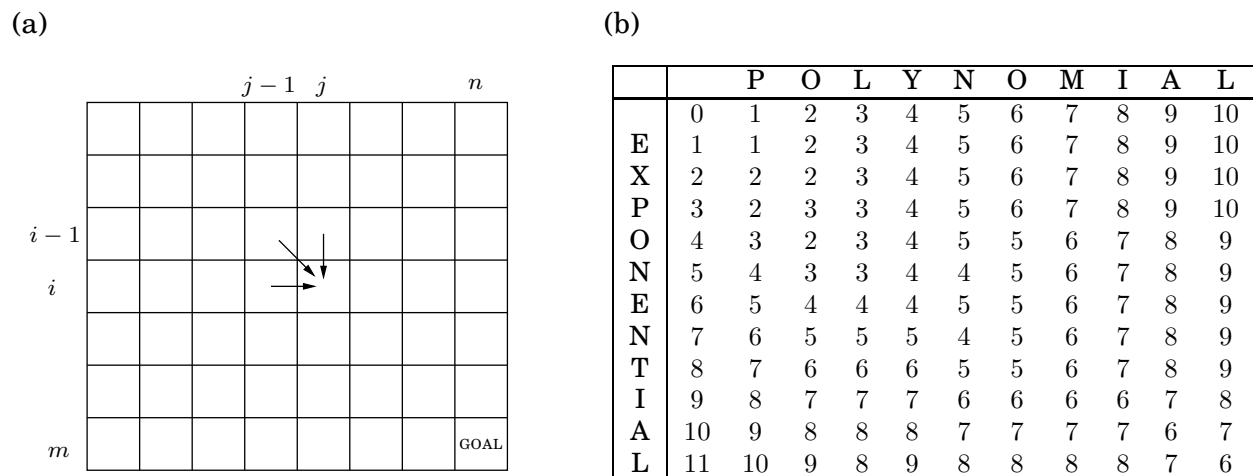 (a)
j − 1 j n
i − 1
i
m GOAL
(b)
P O L Y N O M I A L
0 1 2 3 4 5 6 7 8 9 10
E 1 1 2 3 4 5 6 7 8 9 10
X 2 2 2 3 4 5 6 7 8 9 10
P 3 2 3 3 4 5 6 7 8 9 10
O 4 3 2 3 4 5 5 6 7 8 9
N 5 4 3 3 4 4 5 6 7 8 9
E 6 5 4 4 4 5 5 6 7 8 9
N 7 6 5 5 5 4 5 6 7 8 9
T 8 7 6 6 6 5 5 6 7 8 9
I 9 8 7 7 7 6 6 6 6 7 8
A 10 9 8 8 8 7 7 7 7 6 7
L 11 10 9 8 9 8 8 8 8 7 6